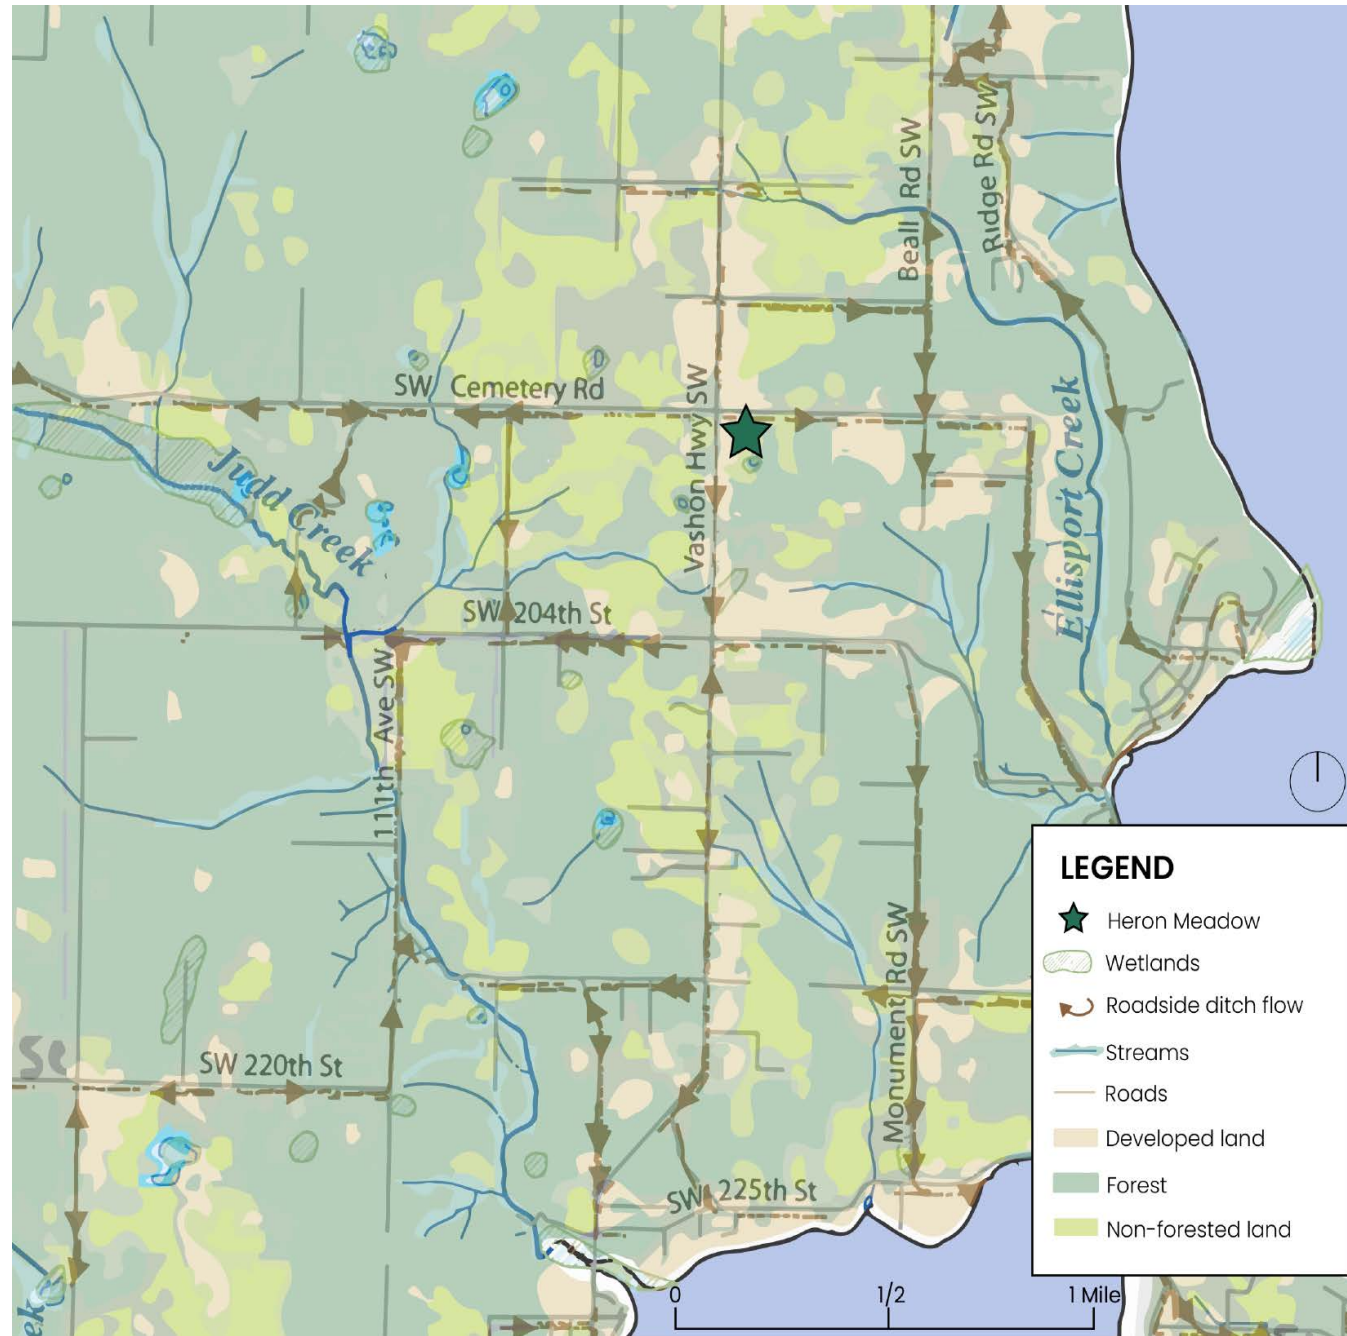 Beall Rd SW
Ridge Rd SW
SW Cemetery Rd
Vashon Hwy SW
Judd Creek
Ellisport Creek
SW 204th St
111th Ave SW
Monument Rd SW
SW 220th St
SW 225th St
0
1/2
1 Mile
LEGEND
Heron Meadow
Wetlands
Roadside ditch flow
Streams
Roads
Developed land
Forest
Non-forested land